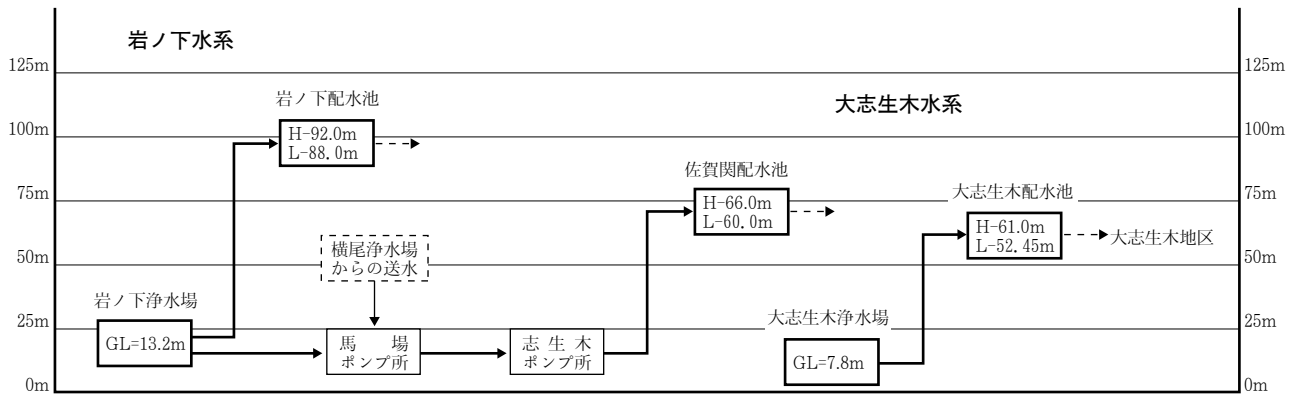 岩ノ下水系
125m
125m
大志生木水系
岩ノ下配水池
H-92.0m
L-88.0m
100m
100m
佐賀関配水池
H-66.0m
L-60.0m
75m
75m
大志生木配水池
H-61.0m
L-52.45m
大志生木地区
横尾浄水場
からの送水
50m
50m
岩ノ下浄水場
GL=13.2m
25m
25m
大志生木浄水場
GL=7.8m
馬 場
ポンプ所
志 生 木
ポンプ所
0m
0m